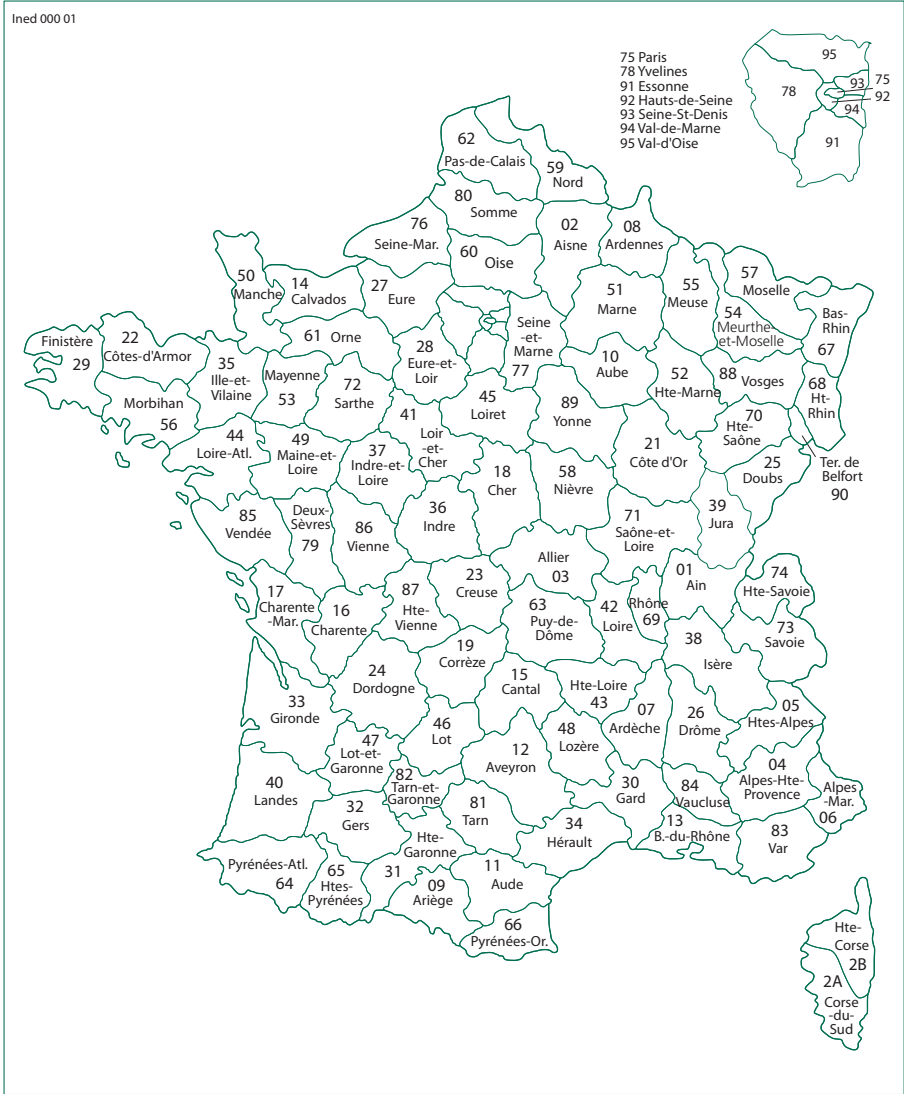 Ined 000 01
75 Paris
78 Yvelines
91 Essonne
92 Hauts-de-Seine
93 Seine-St-Denis
94 Val-de-Marne
95 Val-d'Oise
95
78
93
75
92
94
91
62
Pas-de-Calais
59
Nord
80
Somme
02
Aisne
08
Ardennes
76
Seine-Mar.
60
Oise
50
Manche
14
Calvados
27
Eure
51
Marne
55
Meuse
57
Moselle
54
Meurthe-
et-Moselle
Bas-
Rhin
67
Finistère
29
22
Côtes-d'Armor
61 Orne
28
Eure-et
Loir
Seine
-et-
Marne
77
10
Aube
52
Hte-Marne
88 Vosges
68
Ht-
Rhin
35
Ille-et-
Vilaine
Mayenne
53
72
Sarthe
Morbihan
56
41
Loir
-et-
Cher
45
Loiret
89
Yonne
70
Hte-
Saône
44
Loire-Atl.
49
Maine-et-
Loire
37
Indre-et-
Loire
18
Cher
58
Nièvre
21
Côte d'Or
25
Doubs
Ter. de
Belfort
90
85
Vendée
Deux-
Sèvres
79
86
Vienne
36
Indre
71
Saône-et-
Loire
39
Jura
Allier
03
01
Ain
74
Hte-Savoie
17
Charente
-Mar.
16
Charente
87
Hte-
Vienne
23
Creuse
63
Puy-de-
Dôme
42
Loire
Rhône
69
73
Savoie
38
Isère
24
Dordogne
19
Corrèze
15
Cantal
Hte-Loire
43
07
Ardèche
26
Drôme
05
Htes-Alpes
33
Gironde
47
Lot-et-
Garonne
46
Lot
12
Aveyron
48
Lozère
04
Alpes-Hte-
Provence
Alpes
-Mar.
06
40
Landes
82
Tarn-et-
Garonne
81
Tarn
30
Gard
84
Vaucluse
32
Gers
Hte-
Garonne
31
34
Hérault
13
B.-du-Rhône
83
Var
Pyrénées-Atl.
64
65
Htes-
Pyrénées
09
Ariège
11
Aude
66
Pyrénées-Or.
Hte-
Corse
2B
2A
Corse
-du-
Sud